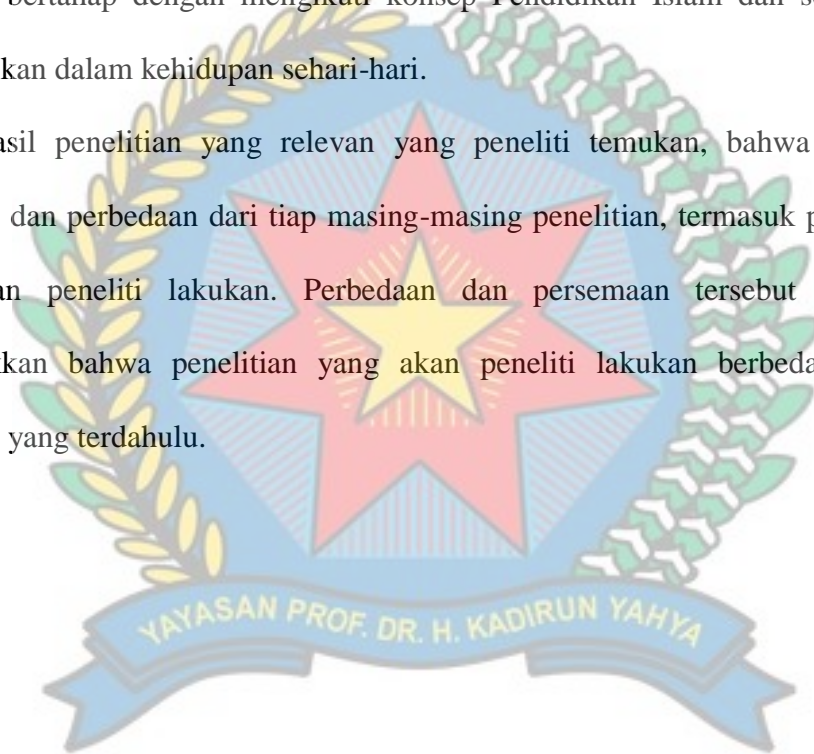 bertahap dengan mengikuti konsep Pendidikan Islam dan
kan dalam kehidupan sehari-hari.
asil penelitian yang relevan yang peneliti temukan, bahwa
dan perbedaan dari tiap masing-masing penelitian, termasuk p
an peneliti lakukan. Perbedaan dan persemaan tersebut
kan bahwa penelitian yang akan peneliti lakukan berbeda
yang terdahulu.
YAYASAN PROF. DR. H. KADIRUN YAHYA